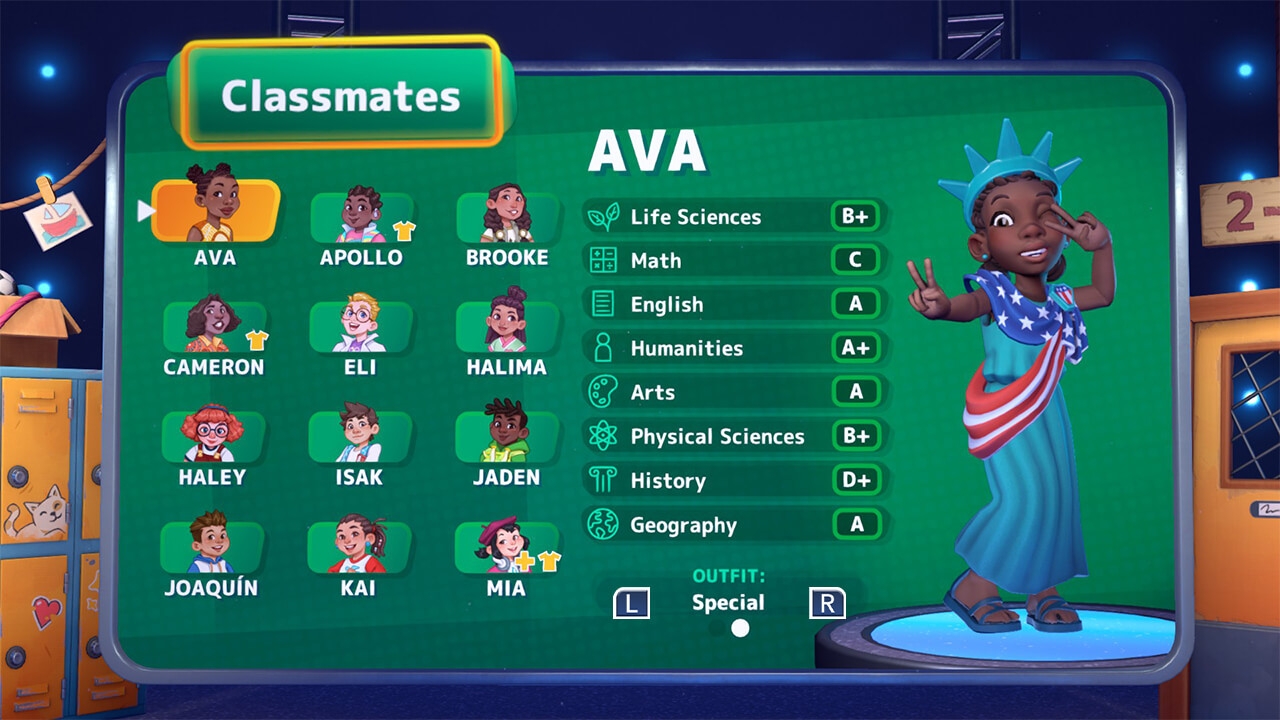 Classmates
AVA
APOLLO
BROOKE
CAMERON
ELI
HALIMA
HALEY
ISAK
JADEN
JOAQUÍN
KAI
MIA
AVA
Life Sciences B+
Math C
English A
Humanities A+
Arts A
Physical Sciences B+
History D+
Geography A
OUTFIT:
L Special R
2-